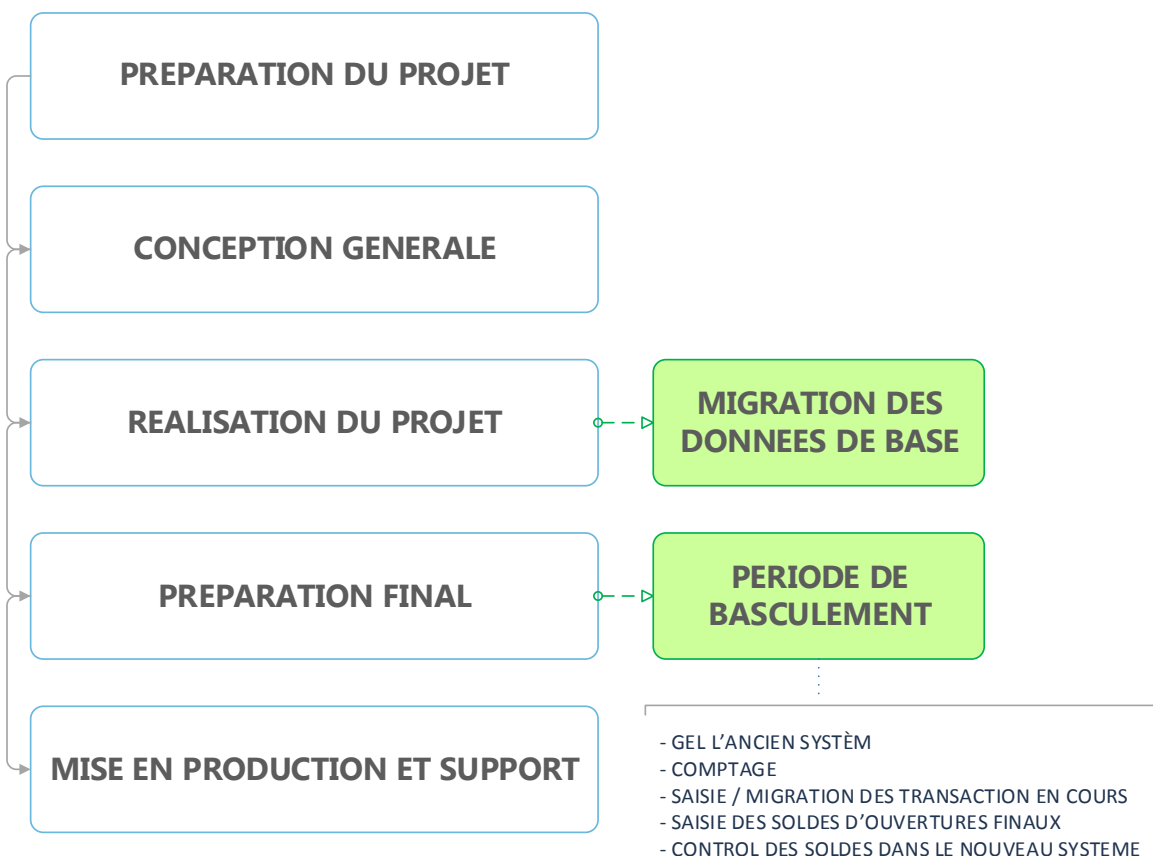 PREPARATION DU PROJET
CONCEPTION GENERALE
REALISATION DU PROJET
MIGRATION DES
DONNEES DE BASE
PREPARATION FINAL
PERIODE DE
BASCULEMENT
MISE EN PRODUCTION ET SUPPORT
- GEL L’ANCIEN SYSTÈM
- COMPTAGE
- SAISIE / MIGRATION DES TRANSACTION EN COURS
- SAISIE DES SOLDES D’OUVERTURES FINAUX
- CONTROL DES SOLDES DANS LE NOUVEAU SYSTEME